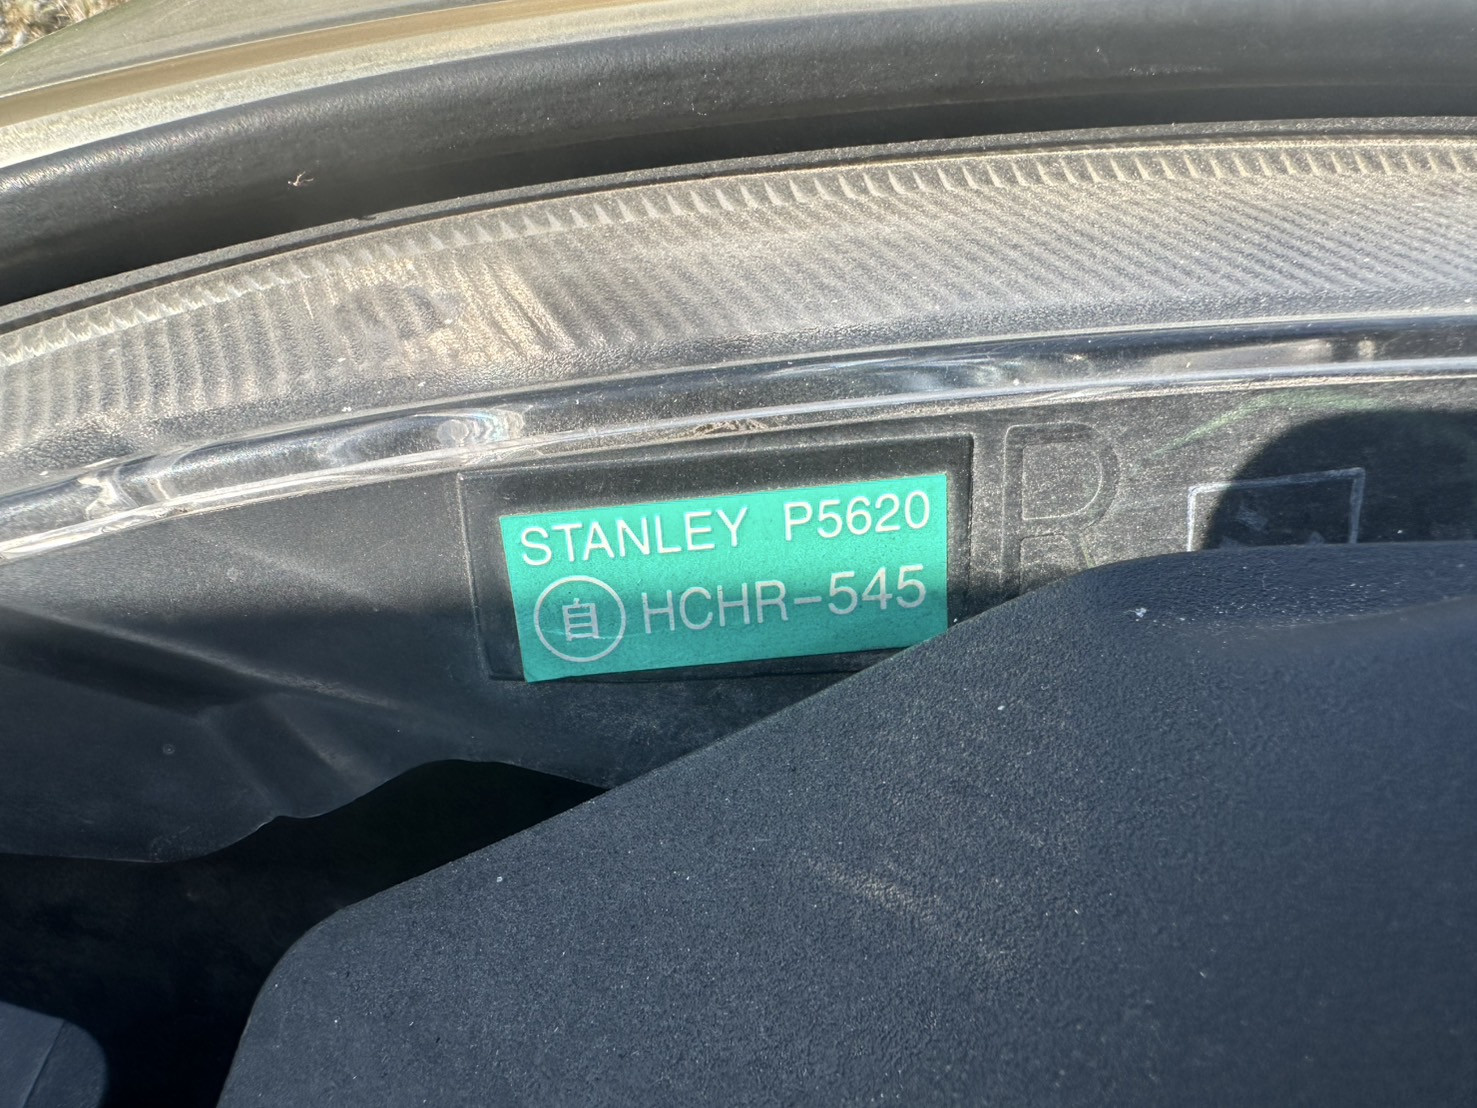 STANLEY P5620
自 HCHR-545
R